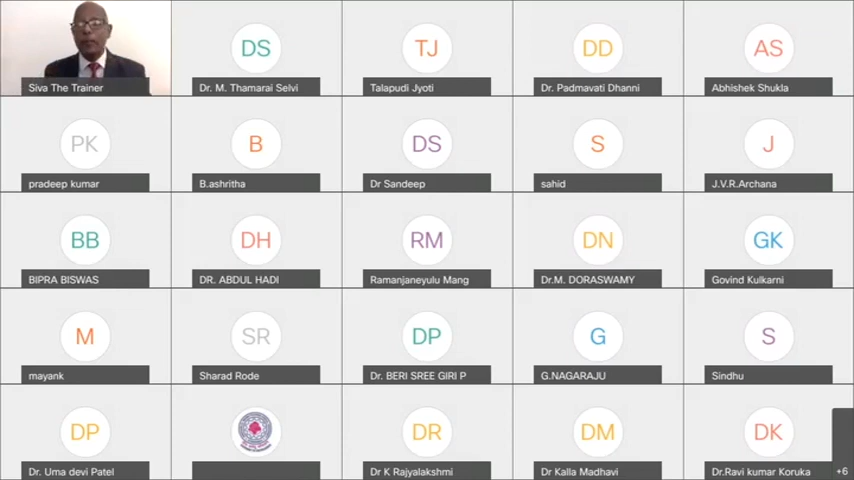 DS
TJ
DD
AS
Siva The Trainer
Dr. M. Thamarai Selvi
Talapudi Jyoti
Dr. Padmavati Dhanni
Abhishek Shukla
PK
B
DS
S
J
pradeep kumar
B.ashritha
Dr Sandeep
sahid
J.V.R.Archana
BB
DH
RM
DN
GK
BIPRA BISWAS
DR. ABDUL HADI
Ramanjaneyulu Mang
Dr.M. DORASWAMY
Govind Kulkarni
M
SR
DP
G
S
mayank
Sharad Rode
Dr. BERI SREE GIRI P
G.NAGARAJU
Sindhu
DP
DR
DM
DK
Dr. Uma devi Patel
Dr K Rajyalakshmi
Dr Kalla Madhavi
Dr.Ravi kumar Koruka
+6